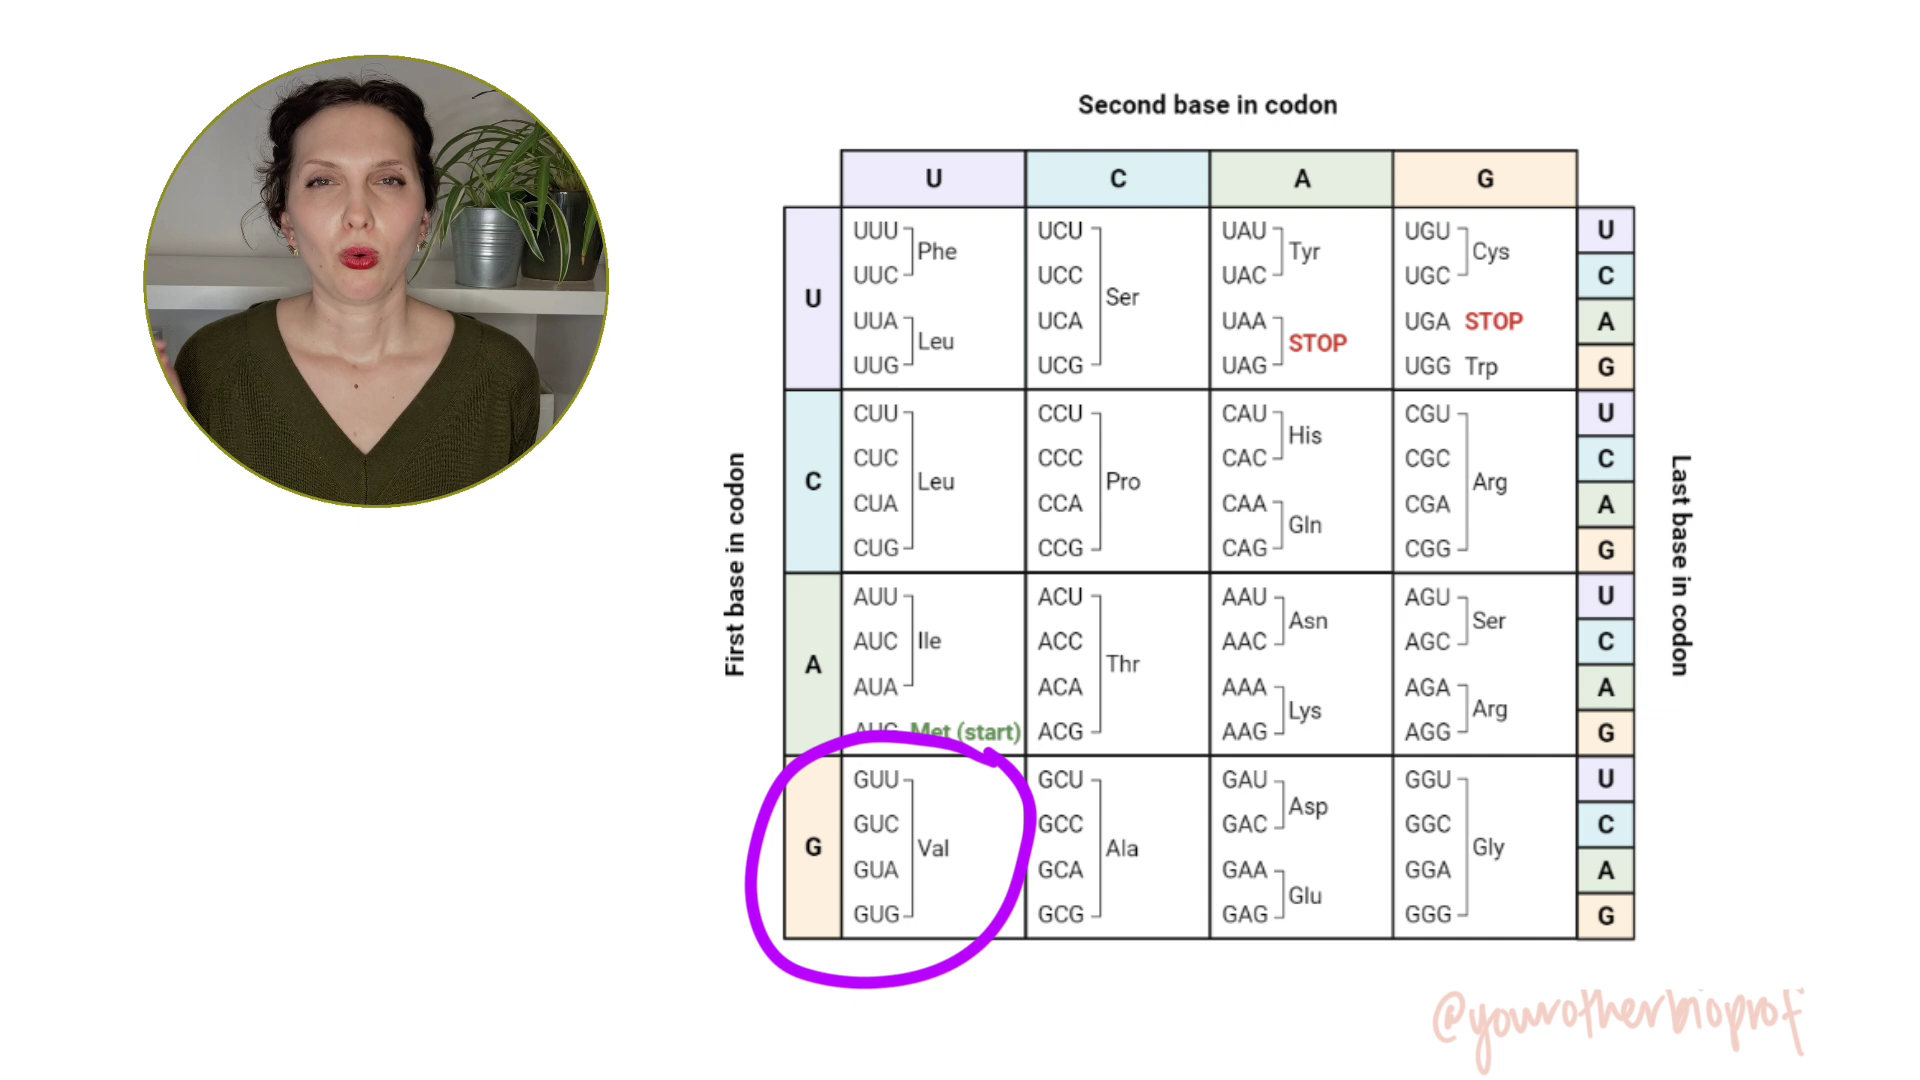 Second base in codon
U C A G
First base in codon
U
UUU
UUC
Phe
UUA
UUG
Leu
UCU
UCC
UCA
UCG
Ser
UAU
UAC
Tyr
UAA
UAG
STOP
UGU
UGC
Cys
UGA STOP
UGG Trp
U
C
A
G
C
CUU
CUC
CUA
CUG
Leu
CCU
CCC
CCA
CCG
Pro
CAU
CAC
His
CAA
CAG
Gln
CGU
CGC
CGA
CGG
Arg
U
C
A
G
A
AUU
AUC
AUA
Ile
AUG Met (start)
ACU
ACC
ACA
ACG
Thr
AAU
AAC
Asn
AAA
AAG
Lys
AGU
AGC
Ser
AGA
AGG
Arg
U
C
A
G
G
GUU
GUC
GUA
GUG
Val
GCU
GCC
GCA
GCG
Ala
GAU
GAC
Asp
GAA
GAG
Glu
GGU
GGC
GGA
GGG
Gly
U
C
A
G
Last base in codon
@yourotherbioprof